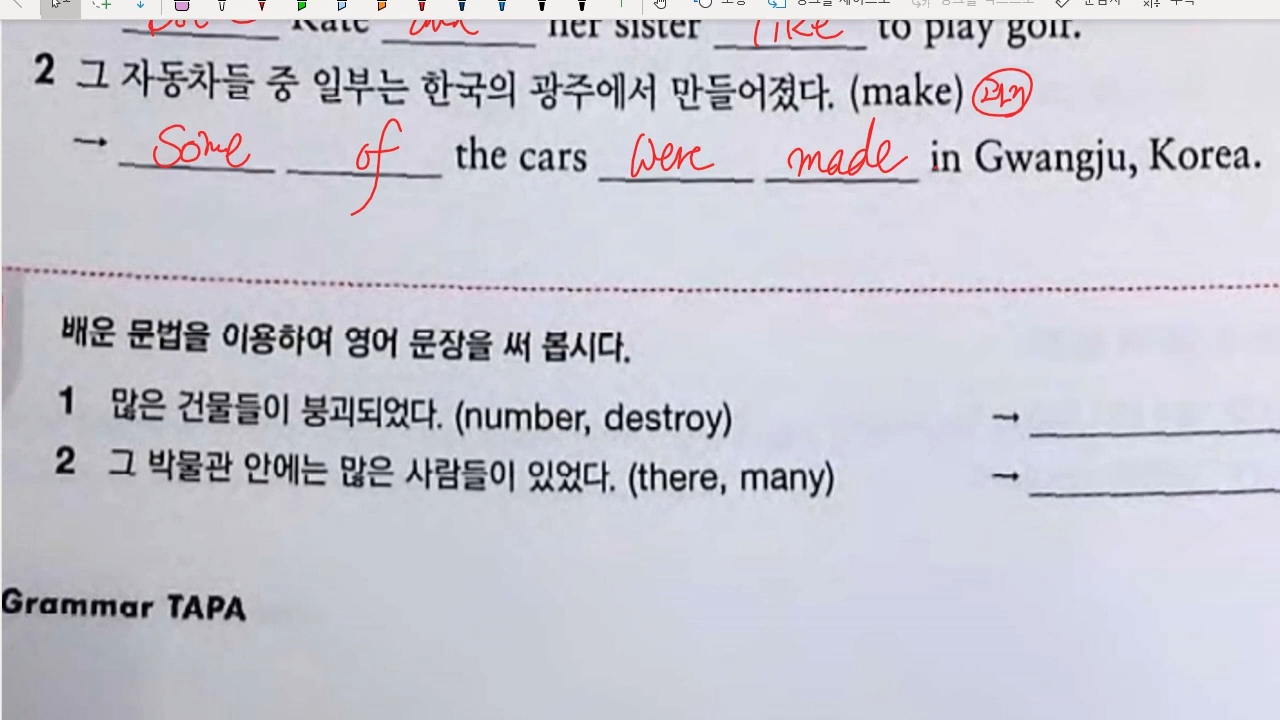 Kate her sister like to play golf.
2 그 자동차들 중 일부는 한국의 광주에서 만들어졌다. (make) 과거
→ Some of the cars were made in Gwangju, Korea.
배운 문법을 이용하여 영어 문장을 써 봅시다.
1 많은 건물들이 붕괴되었다. (number, destroy) →
2 그 박물관 안에는 많은 사람들이 있었다. (there, many) →
Grammar TAPA